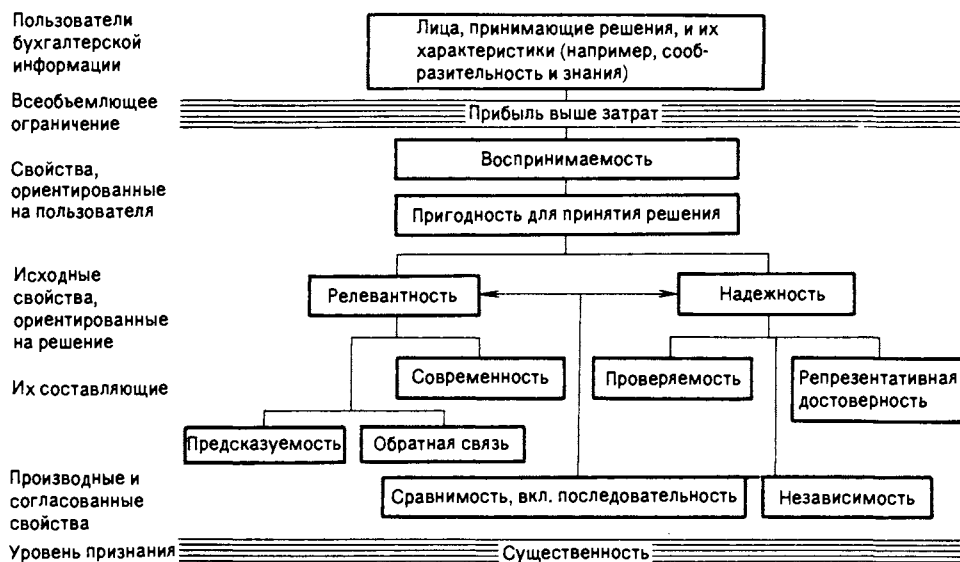 Пользователи
бухгалтерской
информации
Лица, принимающие решения, и их
характеристики (например, сооб-
разительность и знания)
Всеобъемлющее
ограничение
Прибыль выше затрат
Свойства,
ориентированные
на пользователя
Воспринимаемость
Пригодность для принятия решения
Исходные
свойства,
ориентированные
на решение
Релевантность
Надежность
Их составляющие
Современность
Проверяемость
Репрезентативная
достоверность
Предсказуемость
Обратная связь
Производные и
согласованные
свойства
Сравнимость, вкл. последовательность
Независимость
Уровень признания
Существенность